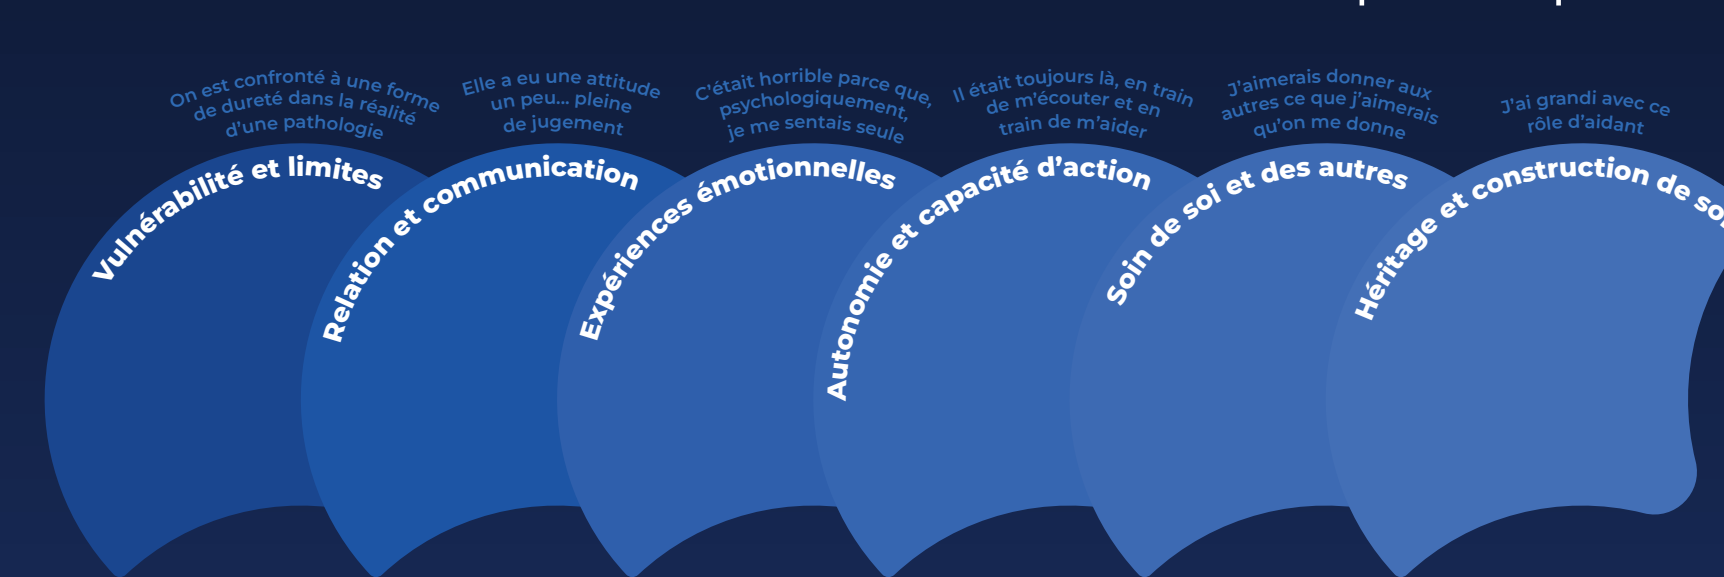 On est confronté à une forme
de dureté dans la réalité
d'une pathologie
Vulnérabilité et limites
Elle a eu une attitude
un peu... pleine
de jugement
Relation et communication
C'était horrible parce que,
psychologiquement,
je me sentais seule
Expériences émotionnelles
Il était toujours là, en train
de m'écouter et en
train de m'aider
Autonomie et capacité d'action
J'aimerais donner aux
autres ce que j'aimerais
qu'on me donne
Soin de soi et des autres
J'ai grandi avec ce
rôle d'aidant
Héritage et construction de soi